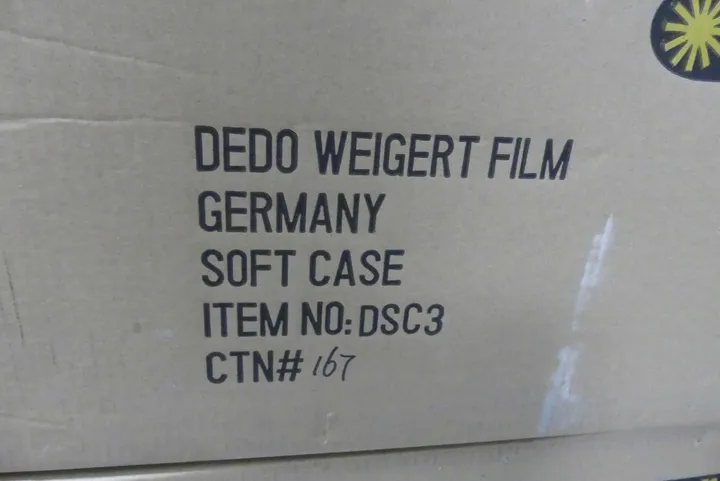 DEDO WEIGERT FILM
GERMANY
SOFT CASE
ITEM NO: DSC3
CTN# 167